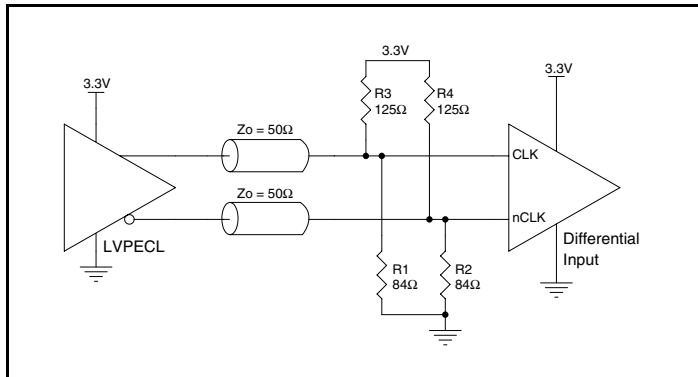 3.3V
3.3V
3.3V
R3
125Ω
R4
125Ω
Zo = 50Ω
CLK
Zo = 50Ω
nCLK
LVPECL
Differential
Input
R1
84Ω
R2
84Ω